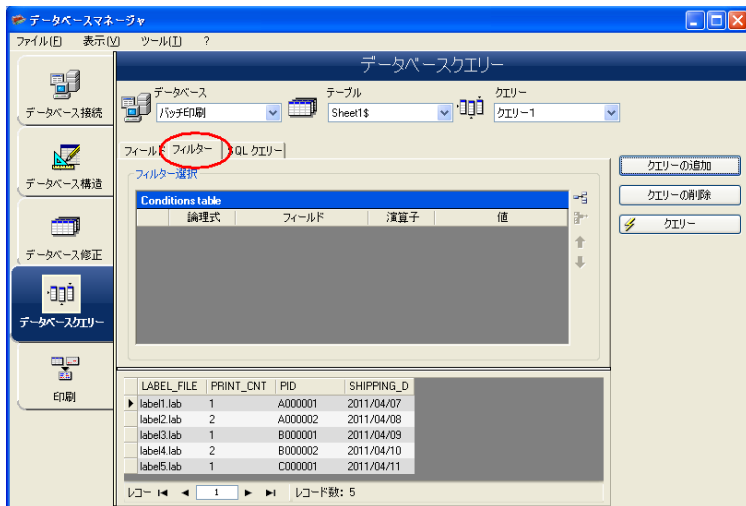 データベースマネージャ
ファイル(F) 表示(V) ツール(T) ?
データベース接続
データベース構造
データベース修正
データベースクエリー
印刷
データベースクエリー
データベース テーブル クエリー
バッチ印刷 Sheet1$ クエリー1
フィールド フィルター SQL クエリー
フィルター選択
Conditions table
論理式 フィールド 演算子 値
クエリーの追加
クエリーの削除
クエリー
LABEL_FILE PRINT_CNT PID SHIPPING_D
label1.lab 1 A000001 2011/04/07
label2.lab 2 A000002 2011/04/08
label3.lab 1 B000001 2011/04/09
label4.lab 2 B000002 2011/04/10
label5.lab 1 C000001 2011/04/11
レコー 1 レコード数: 5